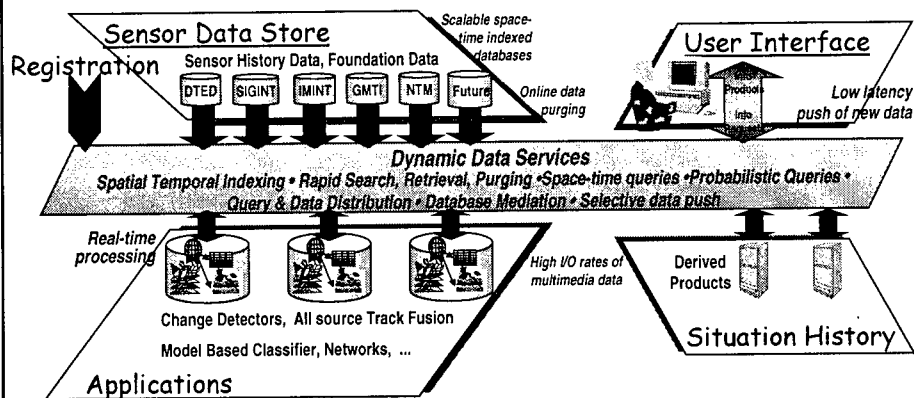 Sensor Data Store
Scalable space-
time indexed
databases
Sensor History Data, Foundation Data
DTED
SIGINT
IMINT
GMTI
NTM
Future
Online data
purging
Registration
User Interface
Products
Info
Low latency
push of new data
Dynamic Data Services
Spatial Temporal Indexing • Rapid Search, Retrieval, Purging •Space-time queries •Probabilistic Queries •
Query & Data Distribution • Database Mediation • Selective data push
Real-time
processing
High I/O rates of
multimedia data
Change Detectors, All source Track Fusion
Model Based Classifier, Networks, ...
Applications
Derived
Products
Situation History